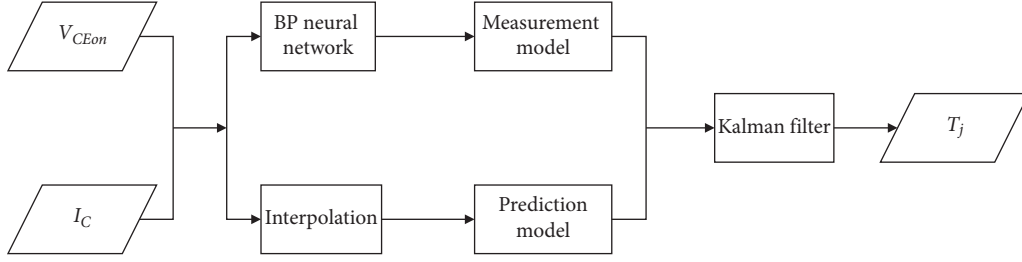 V_CEon
BP neural
network
Measurement
model
Kalman filter
T_j
I_C
Interpolation
Prediction
model